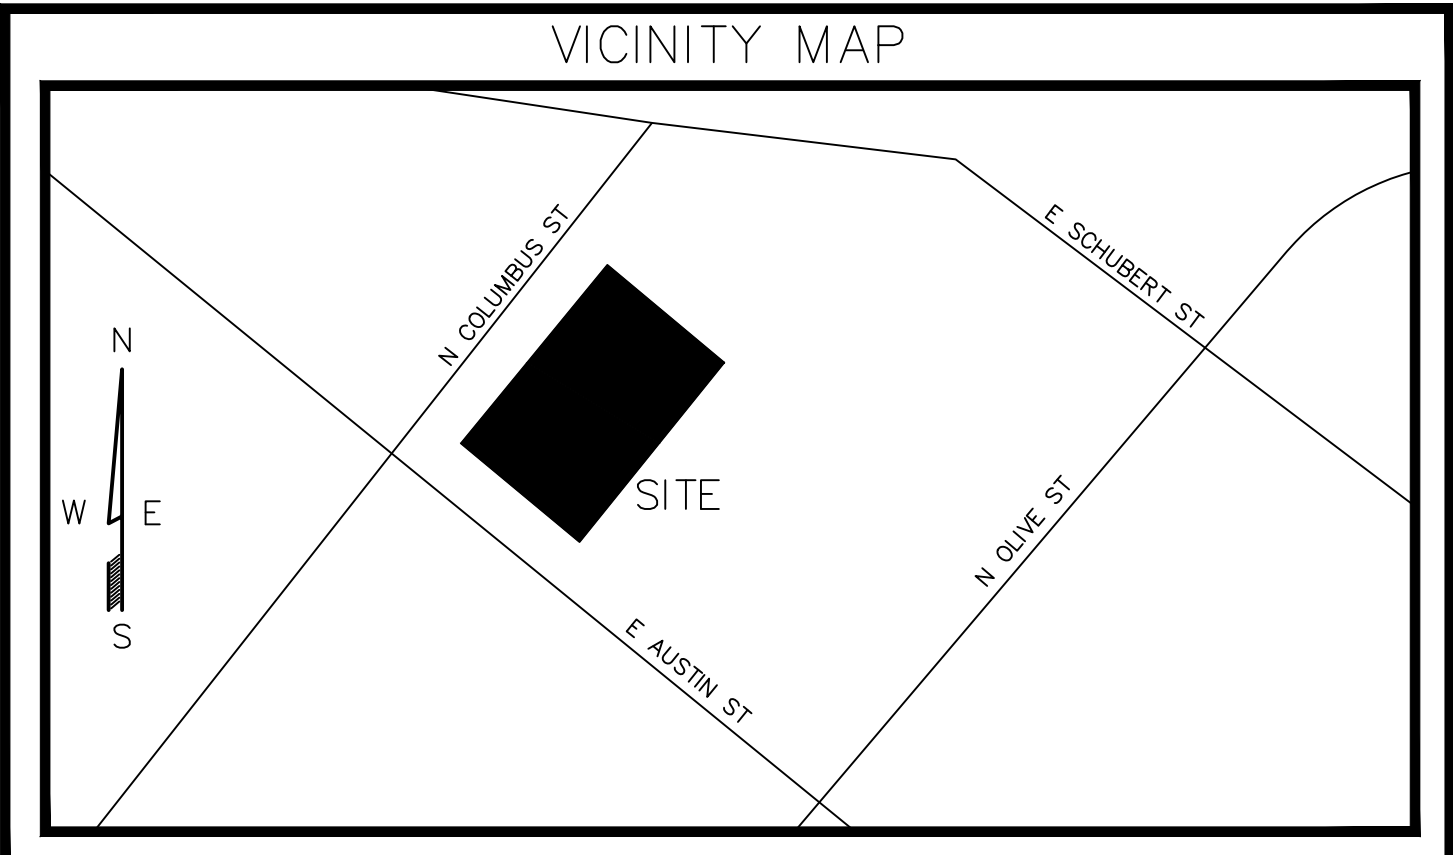 VICINITY MAP
E SCHUBERT ST
N COLUMBUS ST
N
W E
S
SITE
N OLIVE ST
E AUSTIN ST